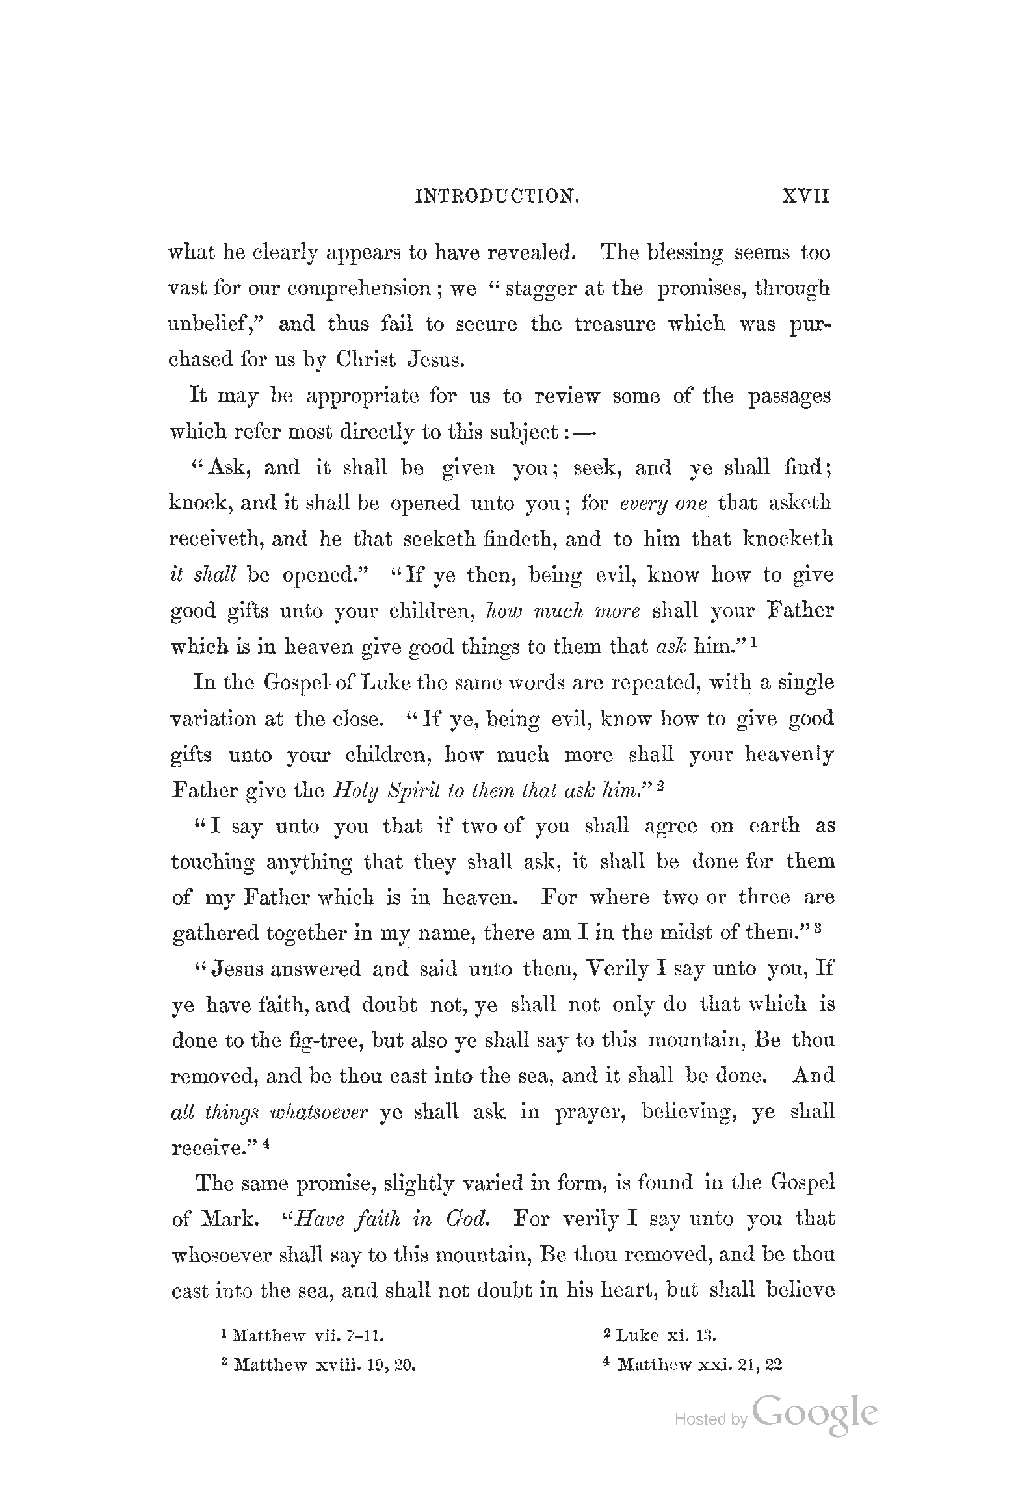 INTRODUCTION. XVII
what he clearly appears to have revealed. The blessing seems too
vast for our comprehension; we “stagger at the promises, through
unbelief,” and thus fail to secure the treasure which was pur-
chased for us by Christ Jesus.
It may be appropriate for us to review some of the passages
which refer most directly to this subject:—
“Ask, and it shall be given you; seek, and ye shall find;
knock, and it shall be opened unto you; for every one that asketh
receiveth, and he that seeketh findeth, and to him that knocketh
it shall be opened.” “If ye then, being evil, know how to give
good gifts unto your children, how much more shall your Father
which is in heaven give good things to them that ask him.”1
In the Gospel of Luke the same words are repeated, with a single
variation at the close. “If ye, being evil, know how to give good
gifts unto your children, how much more shall your heavenly
Father give the Holy Spirit to them that ask him.”2
“I say unto you that if two of you shall agree on earth as
touching anything that they shall ask, it shall be done for them
of my Father which is in heaven. For where two or three are
gathered together in my name, there am I in the midst of them.”3
“Jesus answered and said unto them, Verily I say unto you, If
ye have faith, and doubt not, ye shall not only do that which is
done to the fig-tree, but also ye shall say to this mountain, Be thou
removed, and be thou cast into the sea, and it shall be done. And
all things whatsoever ye shall ask in prayer, believing, ye shall
receive.”4
The same promise, slightly varied in form, is found in the Gospel
of Mark. “Have faith in God. For verily I say unto you that
whosoever shall say to this mountain, Be thou removed, and be thou
cast into the sea, and shall not doubt in his heart, but shall believe
1 Matthew vii. 7–11. 2 Luke xi. 13.
3 Matthew xviii. 19, 20. 4 Matthew xxi. 21, 22
Hosted by Google